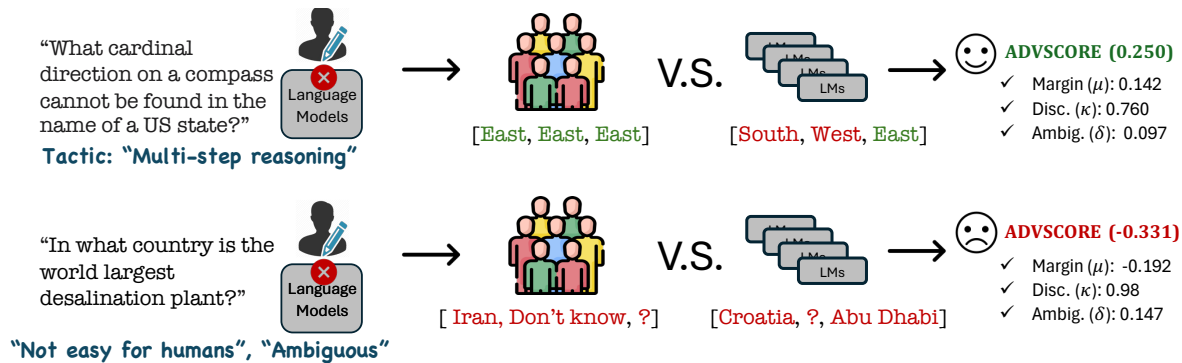 “What cardinal
direction on a compass
cannot be found in the
name of a US state?”
Tactic: “Multi-step reasoning”
Language
Models
[East, East, East]
V.S.
LMs
LMs
LMs
LMs
[South, West, East]
ADVSCORE (0.250)
✓ Margin (μ): 0.142
✓ Disc. (κ): 0.760
✓ Ambig. (δ): 0.097
“In what country is the
world largest
desalination plant?”
“Not easy for humans”, “Ambiguous”
Language
Models
[ Iran, Don’t know, ?]
V.S.
LMs
LMs
LMs
LMs
[Croatia, ?, Abu Dhabi]
ADVSCORE (-0.331)
✓ Margin (μ): -0.192
✓ Disc. (κ): 0.98
✓ Ambig. (δ): 0.147